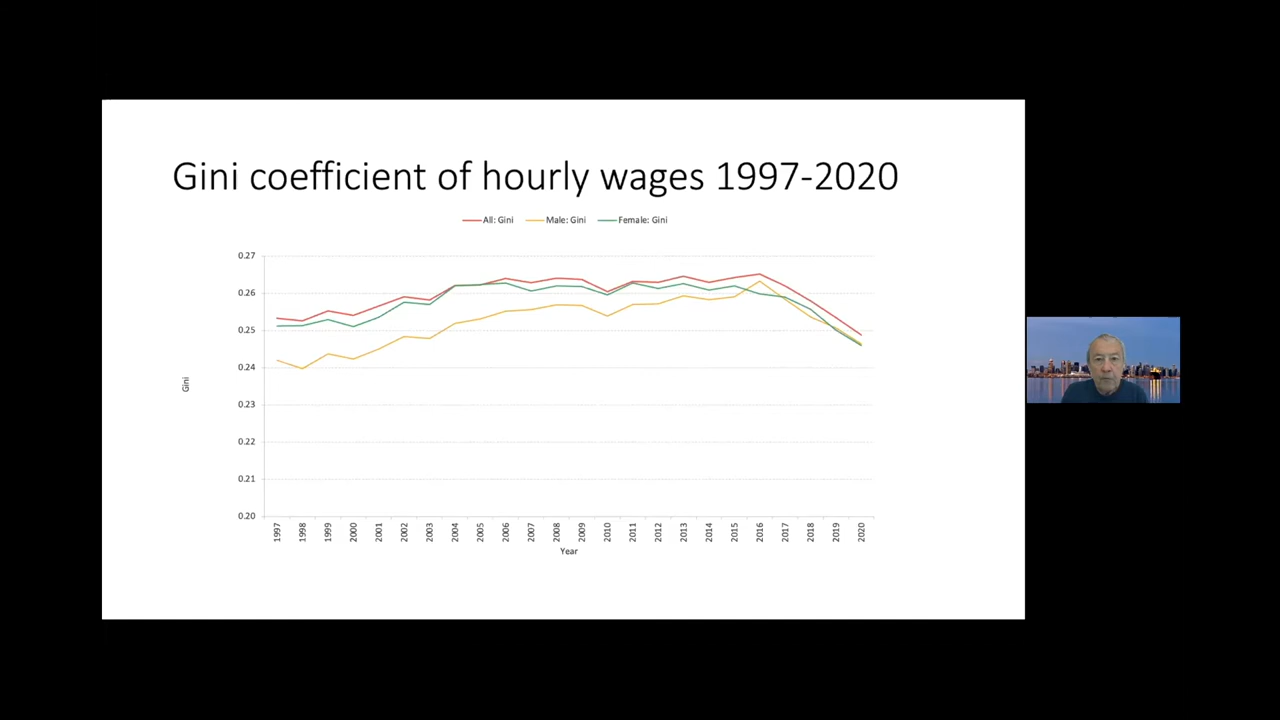 Gini coefficient of hourly wages 1997-2020
All: Gini Male: Gini Female: Gini
0.27
0.26
0.25
0.24
0.23
0.22
0.21
0.20
Gini
1997 1998 1999 2000 2001 2002 2003 2004 2005 2006 2007 2008 2009 2010 2011 2012 2013 2014 2015 2016 2017 2018 2019 2020
Year